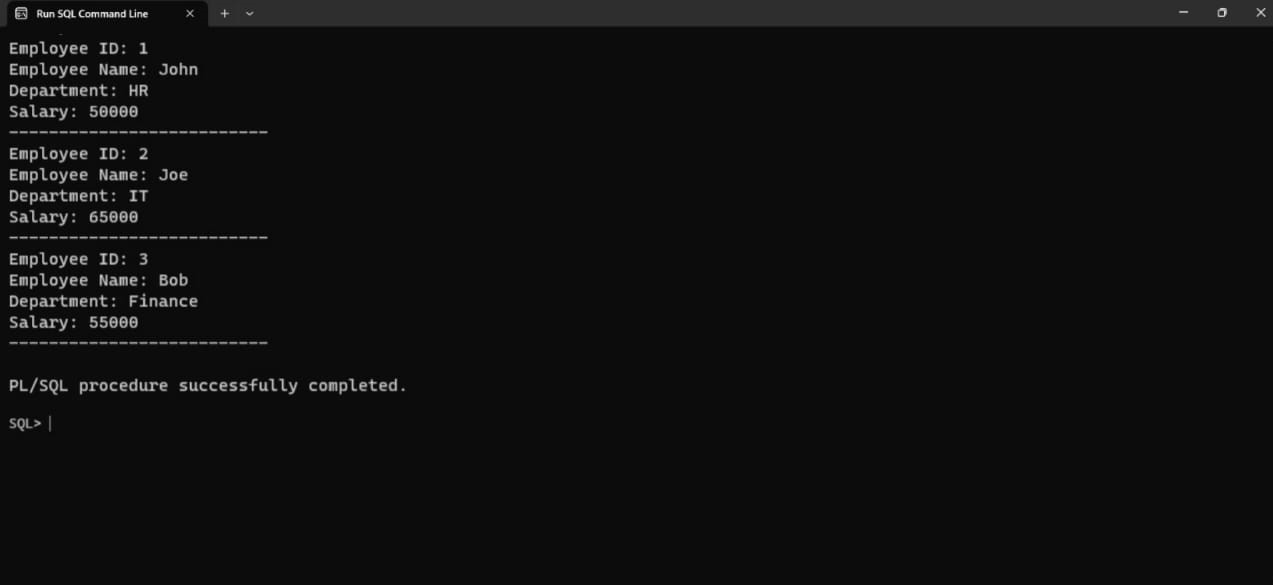 Run SQL Command Line
Employee ID: 1
Employee Name: John
Department: HR
Salary: 50000
--------------------------
Employee ID: 2
Employee Name: Joe
Department: IT
Salary: 65000
--------------------------
Employee ID: 3
Employee Name: Bob
Department: Finance
Salary: 55000
--------------------------
PL/SQL procedure successfully completed.
SQL>